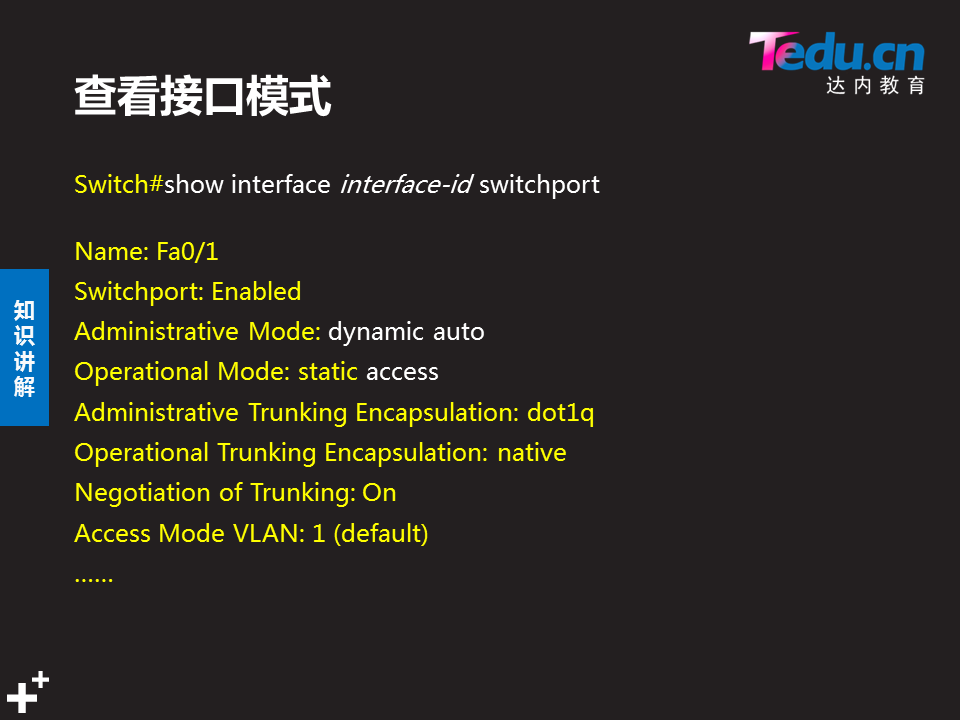 Tedu.cn
达内教育
查看接口模式
Switch#show interface interface-id switchport
Name: Fa0/1
Switchport: Enabled
Administrative Mode: dynamic auto
Operational Mode: static access
Administrative Trunking Encapsulation: dot1q
Operational Trunking Encapsulation: native
Negotiation of Trunking: On
Access Mode VLAN: 1 (default)
……
知识讲解